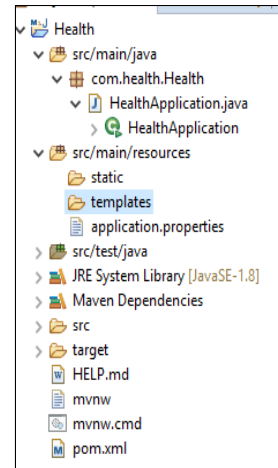 Health
src/main/java
com.health.Health
HealthApplication.java
HealthApplication
src/main/resources
static
templates
application.properties
src/test/java
JRE System Library [JavaSE-1.8]
Maven Dependencies
src
target
HELP.md
mvnw
mvnw.cmd
pom.xml